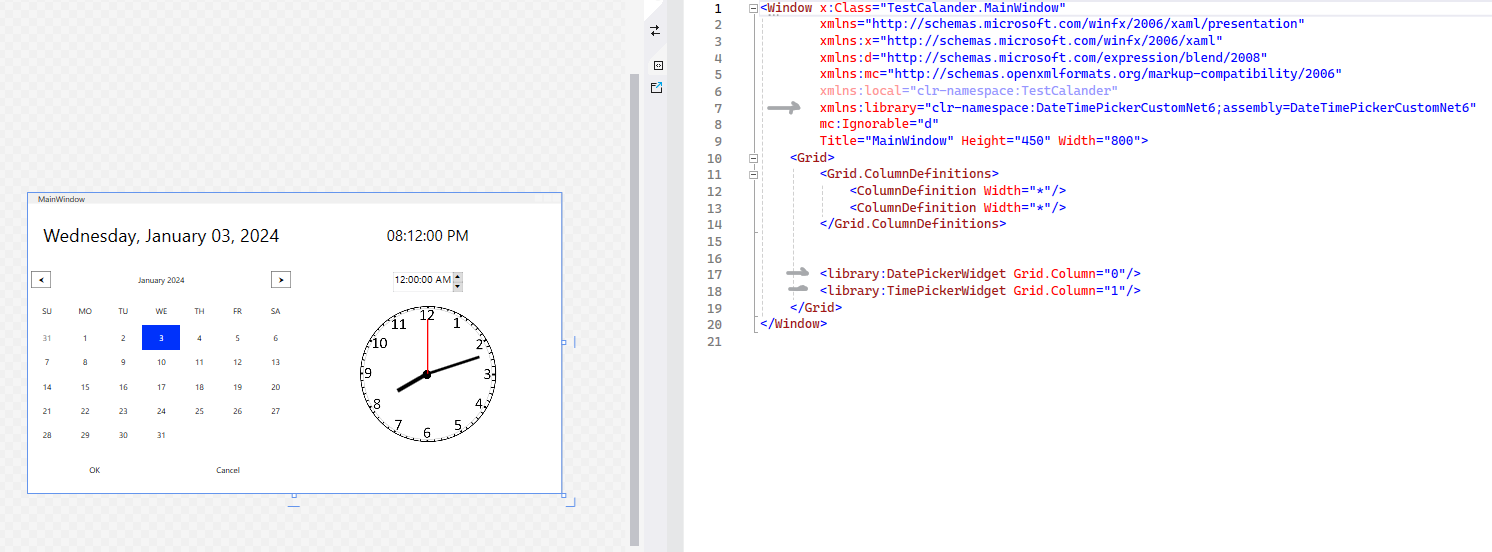 MainWindow
Wednesday, January 03, 2024
08:12:00 PM
January 2024
12:00:00 AM
SU MO TU WE TH FR SA
31 1 2 3 4 5 6
7 8 9 10 11 12 13
14 15 16 17 18 19 20
21 22 23 24 25 26 27
28 29 30 31
OK Cancel
12
1
2
3
4
5
6
7
8
9
10
11
1 <Window x:Class="TestCalander.MainWindow"
2 xmlns="http://schemas.microsoft.com/winfx/2006/xaml/presentation"
3 xmlns:x="http://schemas.microsoft.com/winfx/2006/xaml"
4 xmlns:d="http://schemas.microsoft.com/expression/blend/2008"
5 xmlns:mc="http://schemas.openxmlformats.org/markup-compatibility/2006"
6 xmlns:local="clr-namespace:TestCalander"
7 xmlns:library="clr-namespace:DateTimePickerCustomNet6;assembly=DateTimePickerCustomNet6"
8 mc:Ignorable="d"
9 Title="MainWindow" Height="450" Width="800">
10 <Grid>
11 <Grid.ColumnDefinitions>
12 <ColumnDefinition Width="*"/>
13 <ColumnDefinition Width="*"/>
14 </Grid.ColumnDefinitions>
15
16
17 <library:DatePickerWidget Grid.Column="0"/>
18 <library:TimePickerWidget Grid.Column="1"/>
19 </Grid>
20 </Window>
21